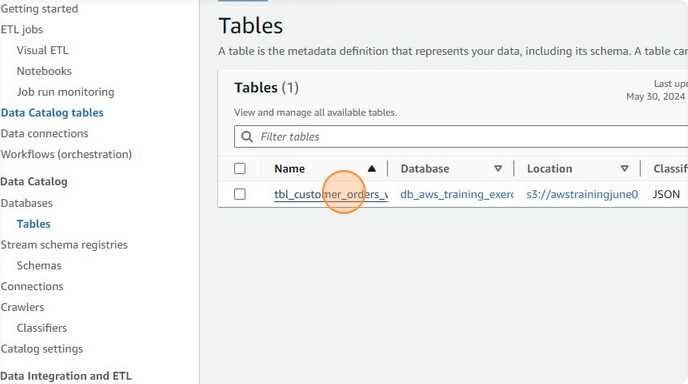 Getting started
ETL jobs
Visual ETL
Notebooks
Job run monitoring
Data Catalog tables
Data connections
Workflows (orchestration)
Data Catalog
Databases
Tables
Stream schema registries
Schemas
Connections
Crawlers
Classifiers
Catalog settings
Data Integration and ETL
Tables
A table is the metadata definition that represents your data, including its schema. A table ca
Tables (1)
Last up
May 30, 2024
View and manage all available tables.
Filter tables
Name Database Location Classif
tbl_customer_orders_ db_aws_training_exer s3://awstrainingjune0 JSON